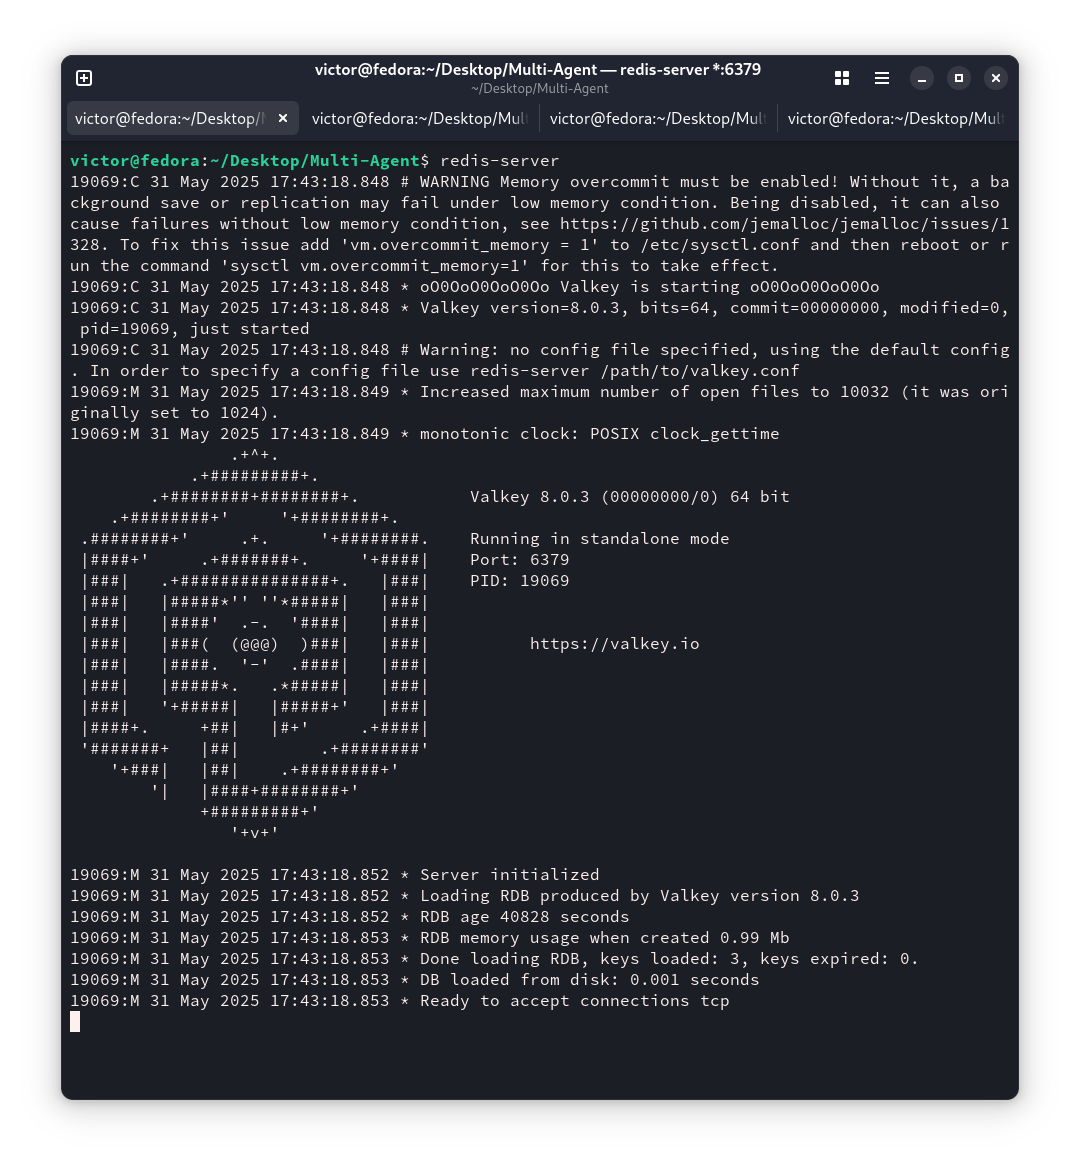 victor@fedora:~/Desktop/Multi-Agent — redis-server *:6379
~/Desktop/Multi-Agent
victor@fedora:~/Desktop/ victor@fedora:~/Desktop/Mul victor@fedora:~/Desktop/Mul victor@fedora:~/Desktop/Mul
victor@fedora:~/Desktop/Multi-Agent$ redis-server
19069:C 31 May 2025 17:43:18.848 # WARNING Memory overcommit must be enabled! Without it, a ba
ckground save or replication may fail under low memory condition. Being disabled, it can also
cause failures without low memory condition, see https://github.com/jemalloc/jemalloc/issues/1
328. To fix this issue add 'vm.overcommit_memory = 1' to /etc/sysctl.conf and then reboot or r
un the command 'sysctl vm.overcommit_memory=1' for this to take effect.
19069:C 31 May 2025 17:43:18.848 * oO0OoO0OoO0Oo Valkey is starting oO0OoO0OoO0Oo
19069:C 31 May 2025 17:43:18.848 * Valkey version=8.0.3, bits=64, commit=00000000, modified=0,
 pid=19069, just started
19069:C 31 May 2025 17:43:18.848 # Warning: no config file specified, using the default config
. In order to specify a config file use redis-server /path/to/valkey.conf
19069:M 31 May 2025 17:43:18.849 * Increased maximum number of open files to 10032 (it was ori
ginally set to 1024).
19069:M 31 May 2025 17:43:18.849 * monotonic clock: POSIX clock_gettime
                .+^+.
            .+#########+.
        .+########+########+.           Valkey 8.0.3 (00000000/0) 64 bit
    .+########+'     '+########+.
 .########+'     .+.     '+########.    Running in standalone mode
 |####+'     .+#######+.     '+####|    Port: 6379
 |###|   .+###############+.   |###|    PID: 19069
 |###|   |#####*'' ''*#####|   |###|
 |###|   |####'  .-.  '####|   |###|
 |###|   |###(  (@@@)  )###|   |###|          https://valkey.io
 |###|   |####.  '-'  .####|   |###|
 |###|   |#####*.   .*#####|   |###|
 |###|   '+#####|   |#####+'   |###|
 |####+.     +##|   |#+'     .+####|
 '#######+   |##|        .+########'
    '+###|   |##|    .+########+'
        '|   |####+########+'
             +#########+'
                '+v+'
19069:M 31 May 2025 17:43:18.852 * Server initialized
19069:M 31 May 2025 17:43:18.852 * Loading RDB produced by Valkey version 8.0.3
19069:M 31 May 2025 17:43:18.852 * RDB age 40828 seconds
19069:M 31 May 2025 17:43:18.853 * RDB memory usage when created 0.99 Mb
19069:M 31 May 2025 17:43:18.853 * Done loading RDB, keys loaded: 3, keys expired: 0.
19069:M 31 May 2025 17:43:18.853 * DB loaded from disk: 0.001 seconds
19069:M 31 May 2025 17:43:18.853 * Ready to accept connections tcp